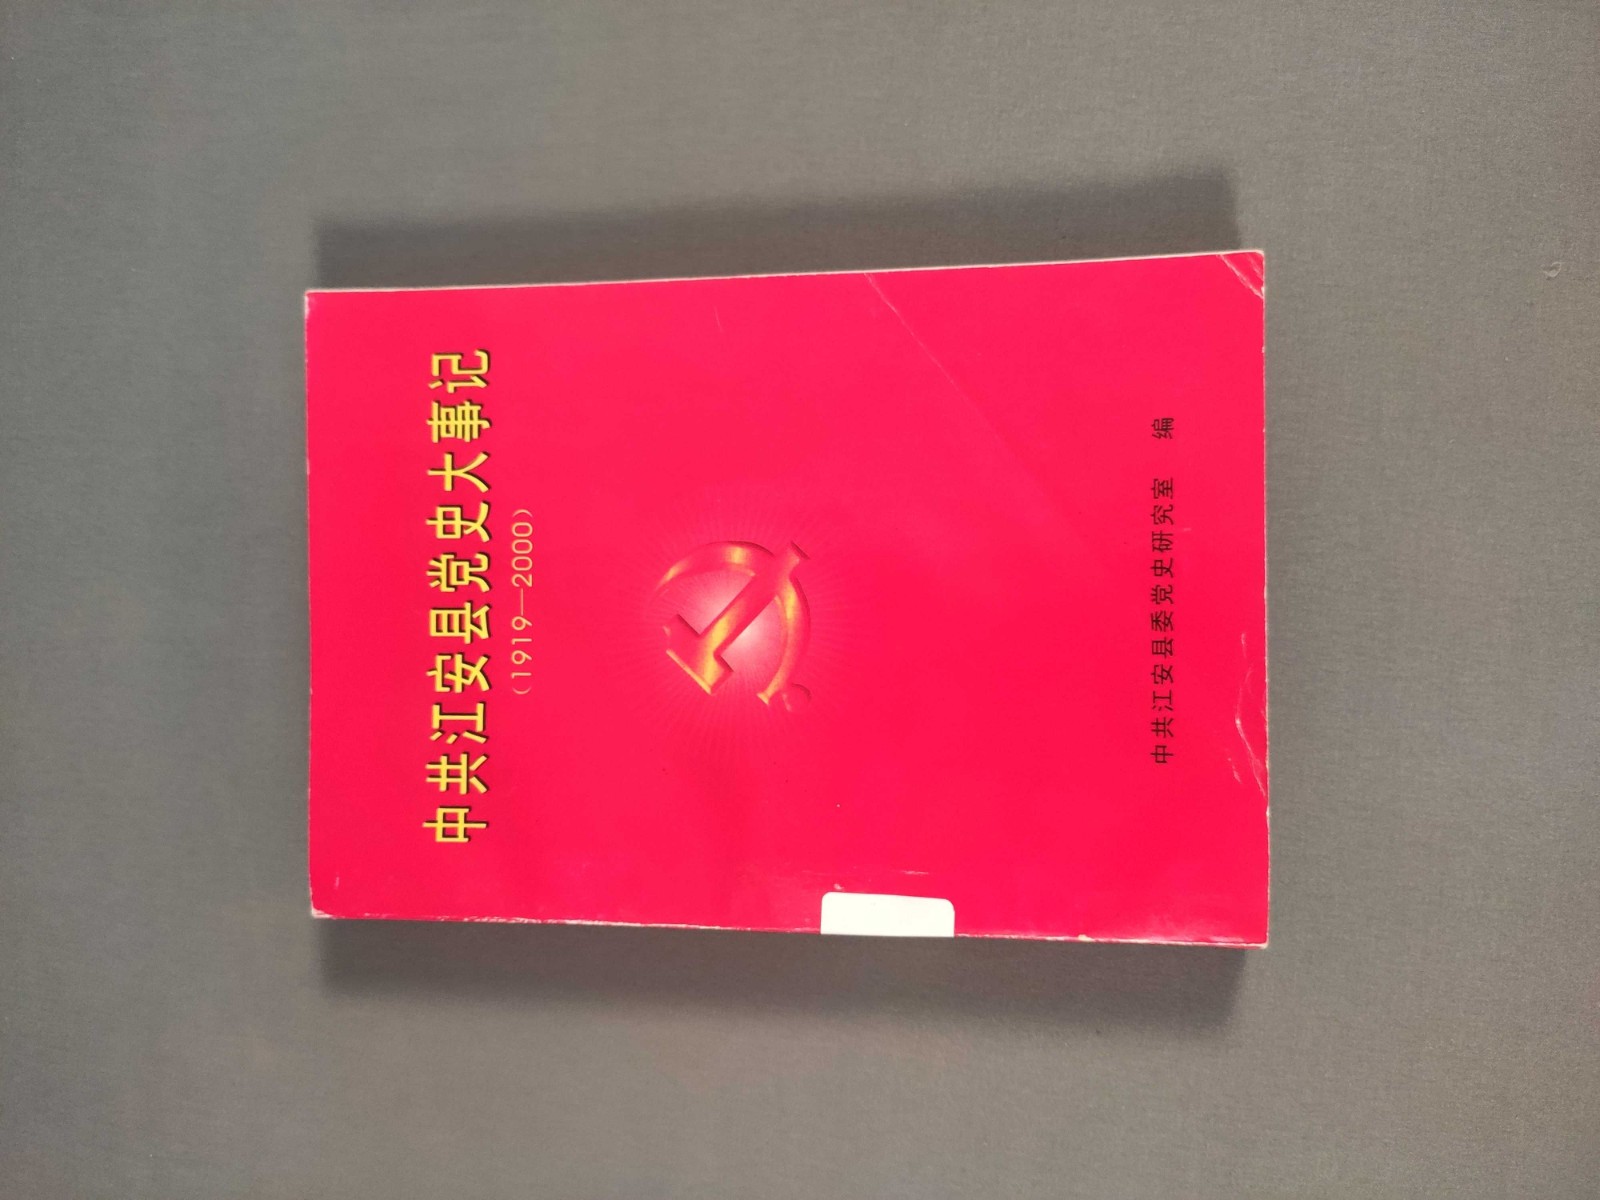 中共江安县党史大事记
（1919—2000）
中共江安县委党史研究室 编